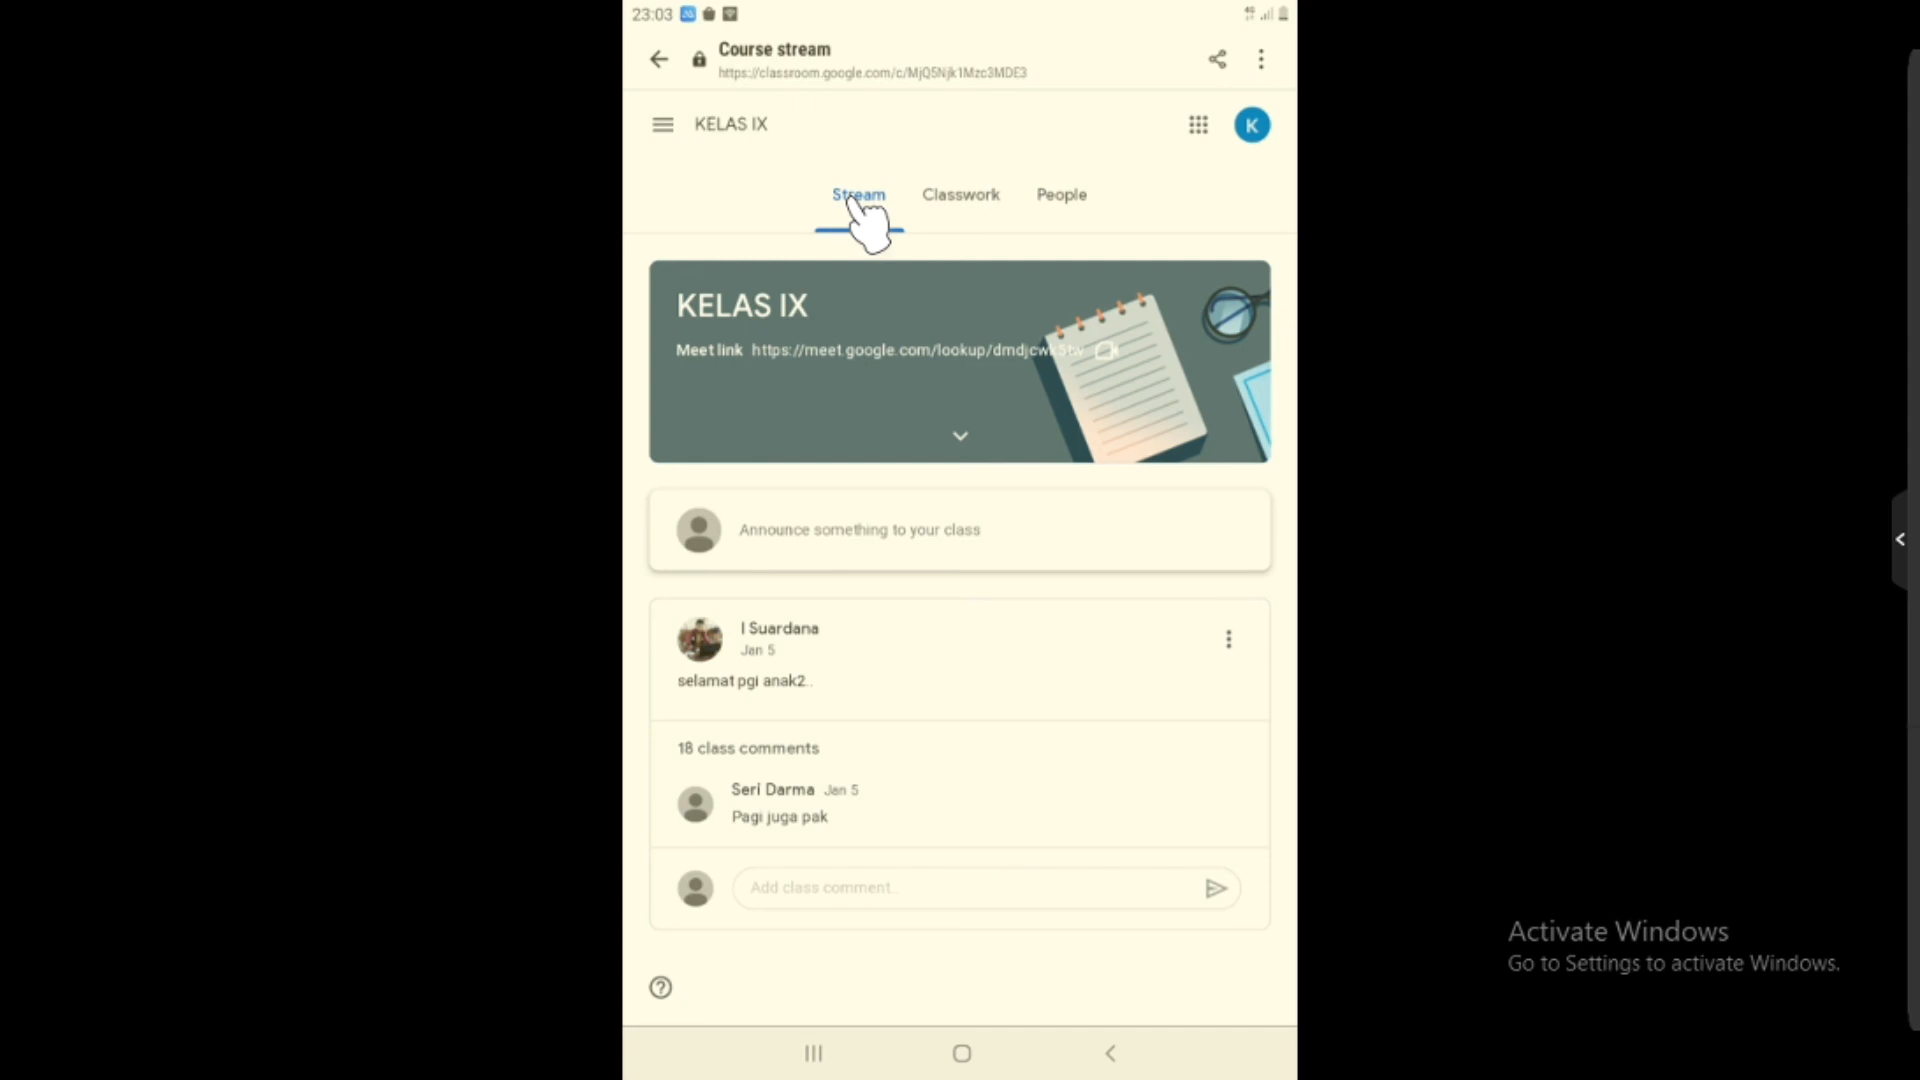 23:03
Course stream
https://classroom.google.com/c/MjQ5Njk1Mzc3MDE3
KELAS IX
K
Stream Classwork People
KELAS IX
Meet link https://meet.google.com/lookup/dmdjcwk5tw
Announce something to your class
I Suardana
Jan 5
selamat pgi anak2..
18 class comments
Seri Darma Jan 5
Pagi juga pak
Add class comment...
Activate Windows
Go to Settings to activate Windows.